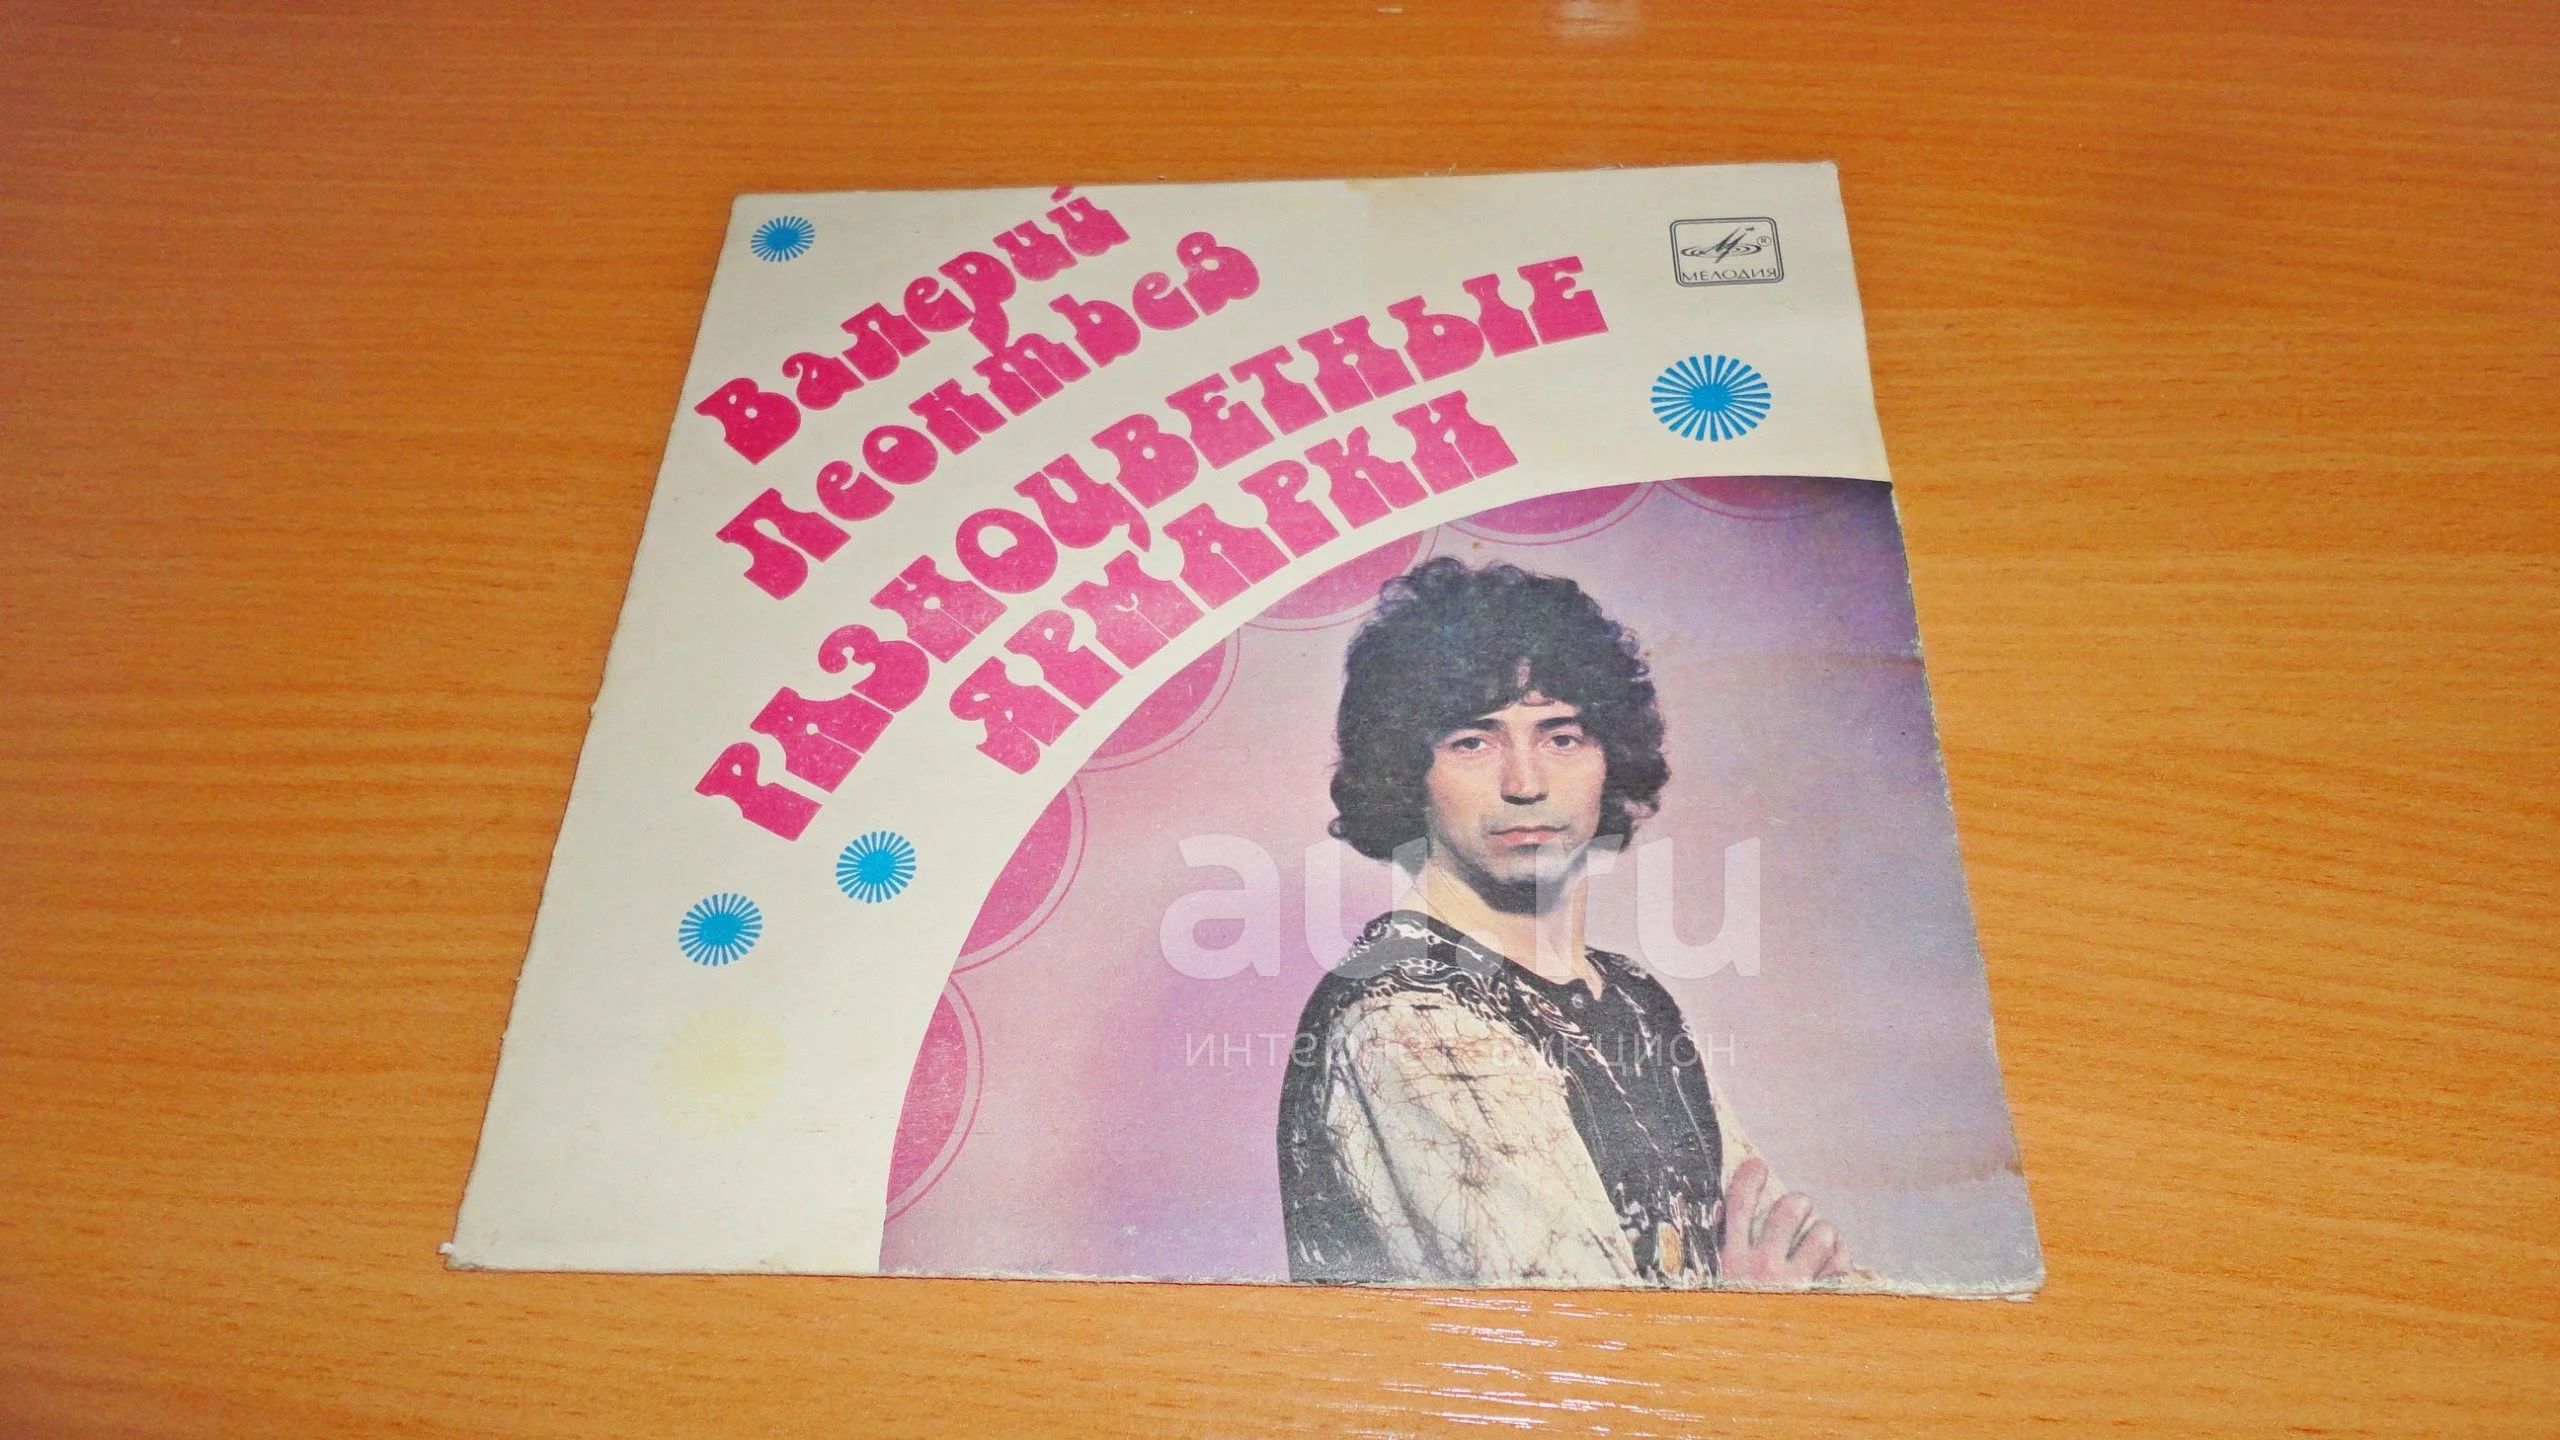 Валерий
Леонтьев
РАЗНОЦВЕТНЫЕ
ЯРМАРКИ
МЕЛОДИЯ
®
au.ru
интернет аукцион